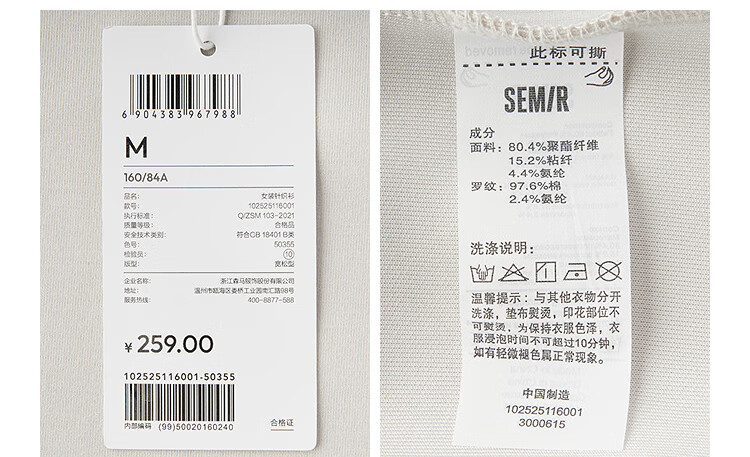 6 904383 967988
M
160/84A
品名: 女装针织衫
款号: 102525116001
执行标准: Q/ZSM 103-2021
质量等级: 合格品
安全技术类别: 符合GB 18401 B类
色号: 50355
检验员: 10
版型: 宽松型
企业名称: 浙江森马服饰股份有限公司
地址: 温州市瓯海区娄桥工业园南汇路98号
服务热线: 400-8877-588
¥ 259.00
102525116001-50355
内部编码 (99)50020160240
合格证
此标可撕
SEMIR
成分
面料: 80.4%聚酯纤维
15.2%粘纤
4.4%氨纶
罗纹: 97.6%棉
2.4%氨纶
洗涤说明:
温馨提示: 与其他衣物分开
洗涤, 垫布熨烫, 印花部位不
可熨烫, 为保持衣服色泽, 衣
服浸泡时间不可超过10分钟,
如有轻微褪色属正常现象。
中国制造
102525116001
3000615